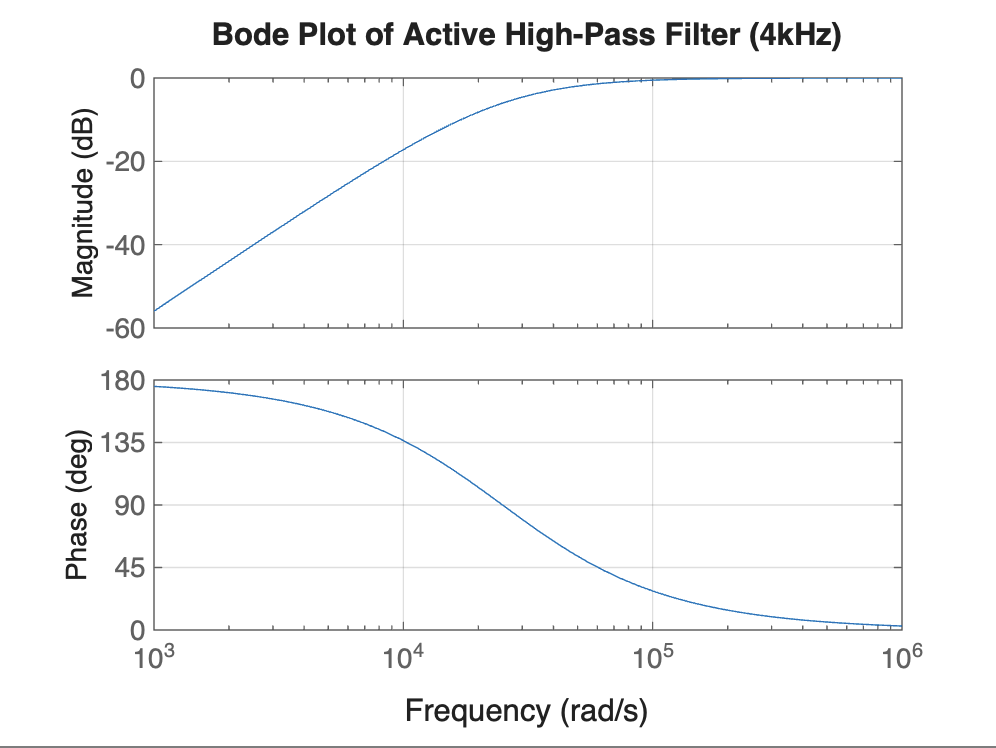 Bode Plot of Active High-Pass Filter (4kHz)
Magnitude (dB)
0
-20
-40
-60
Phase (deg)
180
135
90
45
0
10³ 10⁴ 10⁵ 10⁶
Frequency (rad/s)